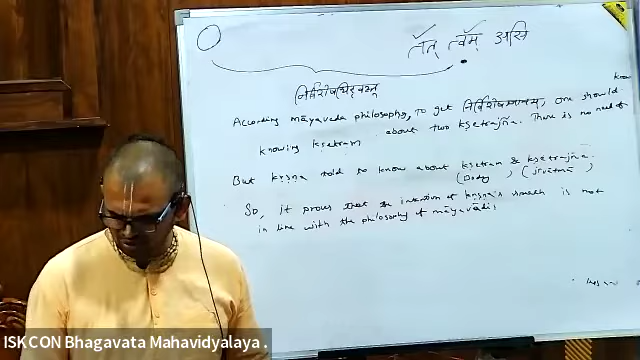 तत् त्वम् असि
According māyavāda philosophy, to get निर्विशेषज्ञानम्, one should know
about two kṣetrajña. There is no need of
knowing kṣetram
But kṛṣṇa told to know about kṣetram & kṣetrajña.
(Body) (jīvātmā)
So, it proves that the intention of kṛṣṇa's is not
in line with the philosophy of māyavādis
ISKCON Bhagavata Mahavidyalaya .